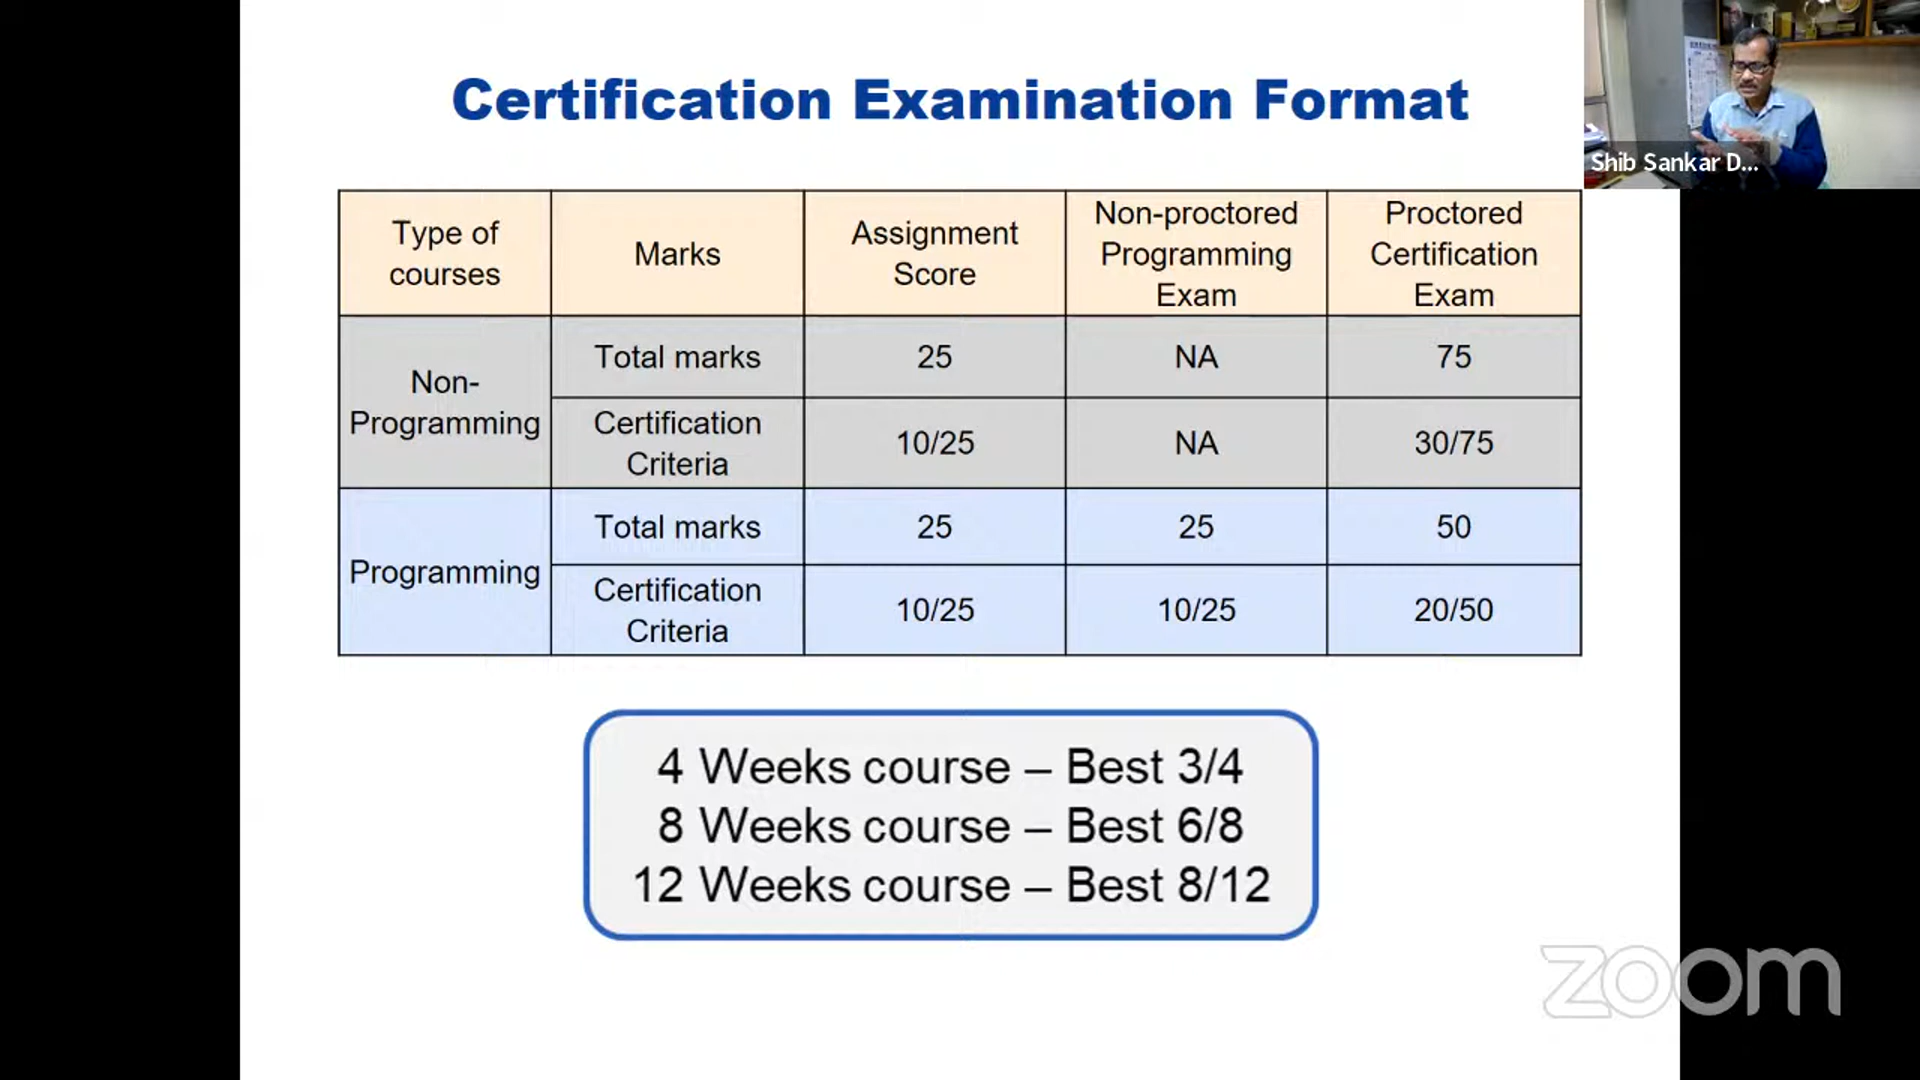 Certification Examination Format
Shib Sankar D...
Type of
courses
Marks
Assignment
Score
Non-proctored
Programming
Exam
Proctored
Certification
Exam
Non-
Programming
Total marks
25
NA
75
Certification
Criteria
10/25
NA
30/75
Programming
Total marks
25
25
50
Certification
Criteria
10/25
10/25
20/50
4 Weeks course – Best 3/4
8 Weeks course – Best 6/8
12 Weeks course – Best 8/12
zoom